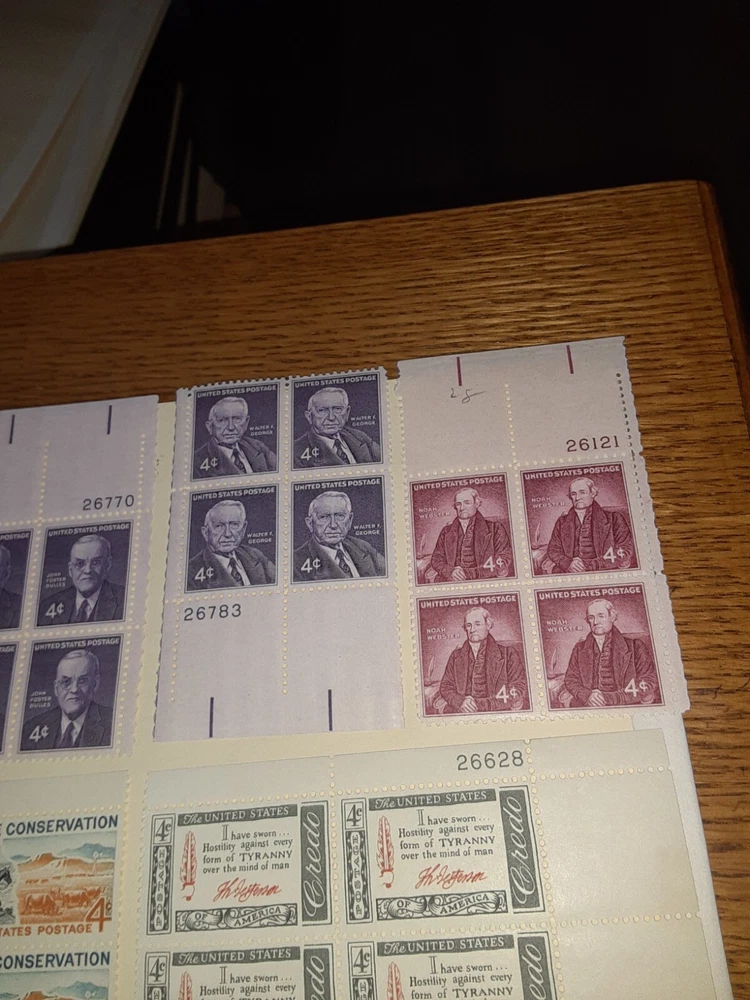 26770
UNITED STATES POSTAGE
JOHN
FOSTER
DULLES
4¢
UNITED STATES POSTAGE
JOHN
FOSTER
DULLES
4¢
UNITED STATES POSTAGE
WALTER F.
GEORGE
4¢
UNITED STATES POSTAGE
WALTER F.
GEORGE
4¢
UNITED STATES POSTAGE
WALTER F.
GEORGE
4¢
UNITED STATES POSTAGE
WALTER F.
GEORGE
4¢
26783
26121
UNITED STATES POSTAGE
NOAH
WEBSTER
4¢
UNITED STATES POSTAGE
NOAH
WEBSTER
4¢
UNITED STATES POSTAGE
NOAH
WEBSTER
4¢
UNITED STATES POSTAGE
NOAH
WEBSTER
4¢
E CONSERVATION
TATES POSTAGE 4¢
CONSERVATION
26628
4¢ The UNITED STATES
POSTAGE
I have sworn...
Hostility against every
form of TYRANNY
over the mind of man
Th Jefferson
Credo
OF AMERICA
4¢ The UNITED STATES
POSTAGE
I have sworn...
Hostility against every
form of TYRANNY
over the mind of man
Th Jefferson
Credo
OF AMERICA
4¢ The UNITED STATES
I have sworn...
Hostility against every
form of TYRANNY
edo
4¢ The UNITED STATES
I have sworn...
Hostility against every
form of TYRANNY
edo